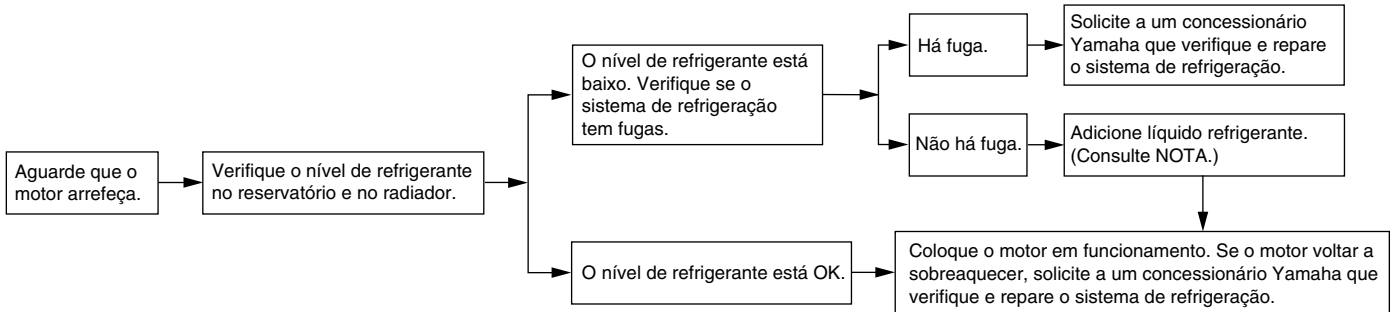 Aguarde que o
motor arrefeça.
Verifique o nível de refrigerante
no reservatório e no radiador.
O nível de refrigerante está
baixo. Verifique se o
sistema de refrigeração
tem fugas.
Há fuga.
Solicite a um concessionário
Yamaha que verifique e repare
o sistema de refrigeração.
Não há fuga.
Adicione líquido refrigerante.
(Consulte NOTA.)
O nível de refrigerante está OK.
Coloque o motor em funcionamento. Se o motor voltar a
sobreaquecer, solicite a um concessionário Yamaha que
verifique e repare o sistema de refrigeração.